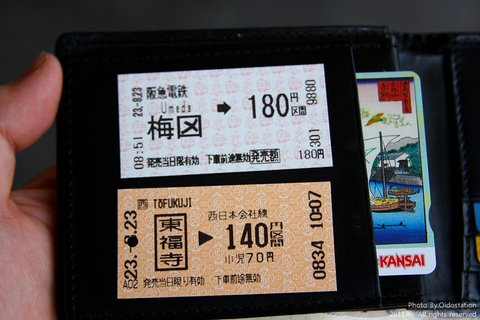 阪急電鉄
Umeda
梅田 ➡ 180円区間
23.-8.23
08:51
9880
301
発売当日限有効 下車前途無効 発売額 180円
西 TŌFUKUJI
東福寺 ▶ 西日本会社線 140円区間
小児70円
23.-8.23
A02
10-07
0834
発売当日限り有効 下車前途無効
KANSAI
Photo By.Oidostation
2011© All rights reserved